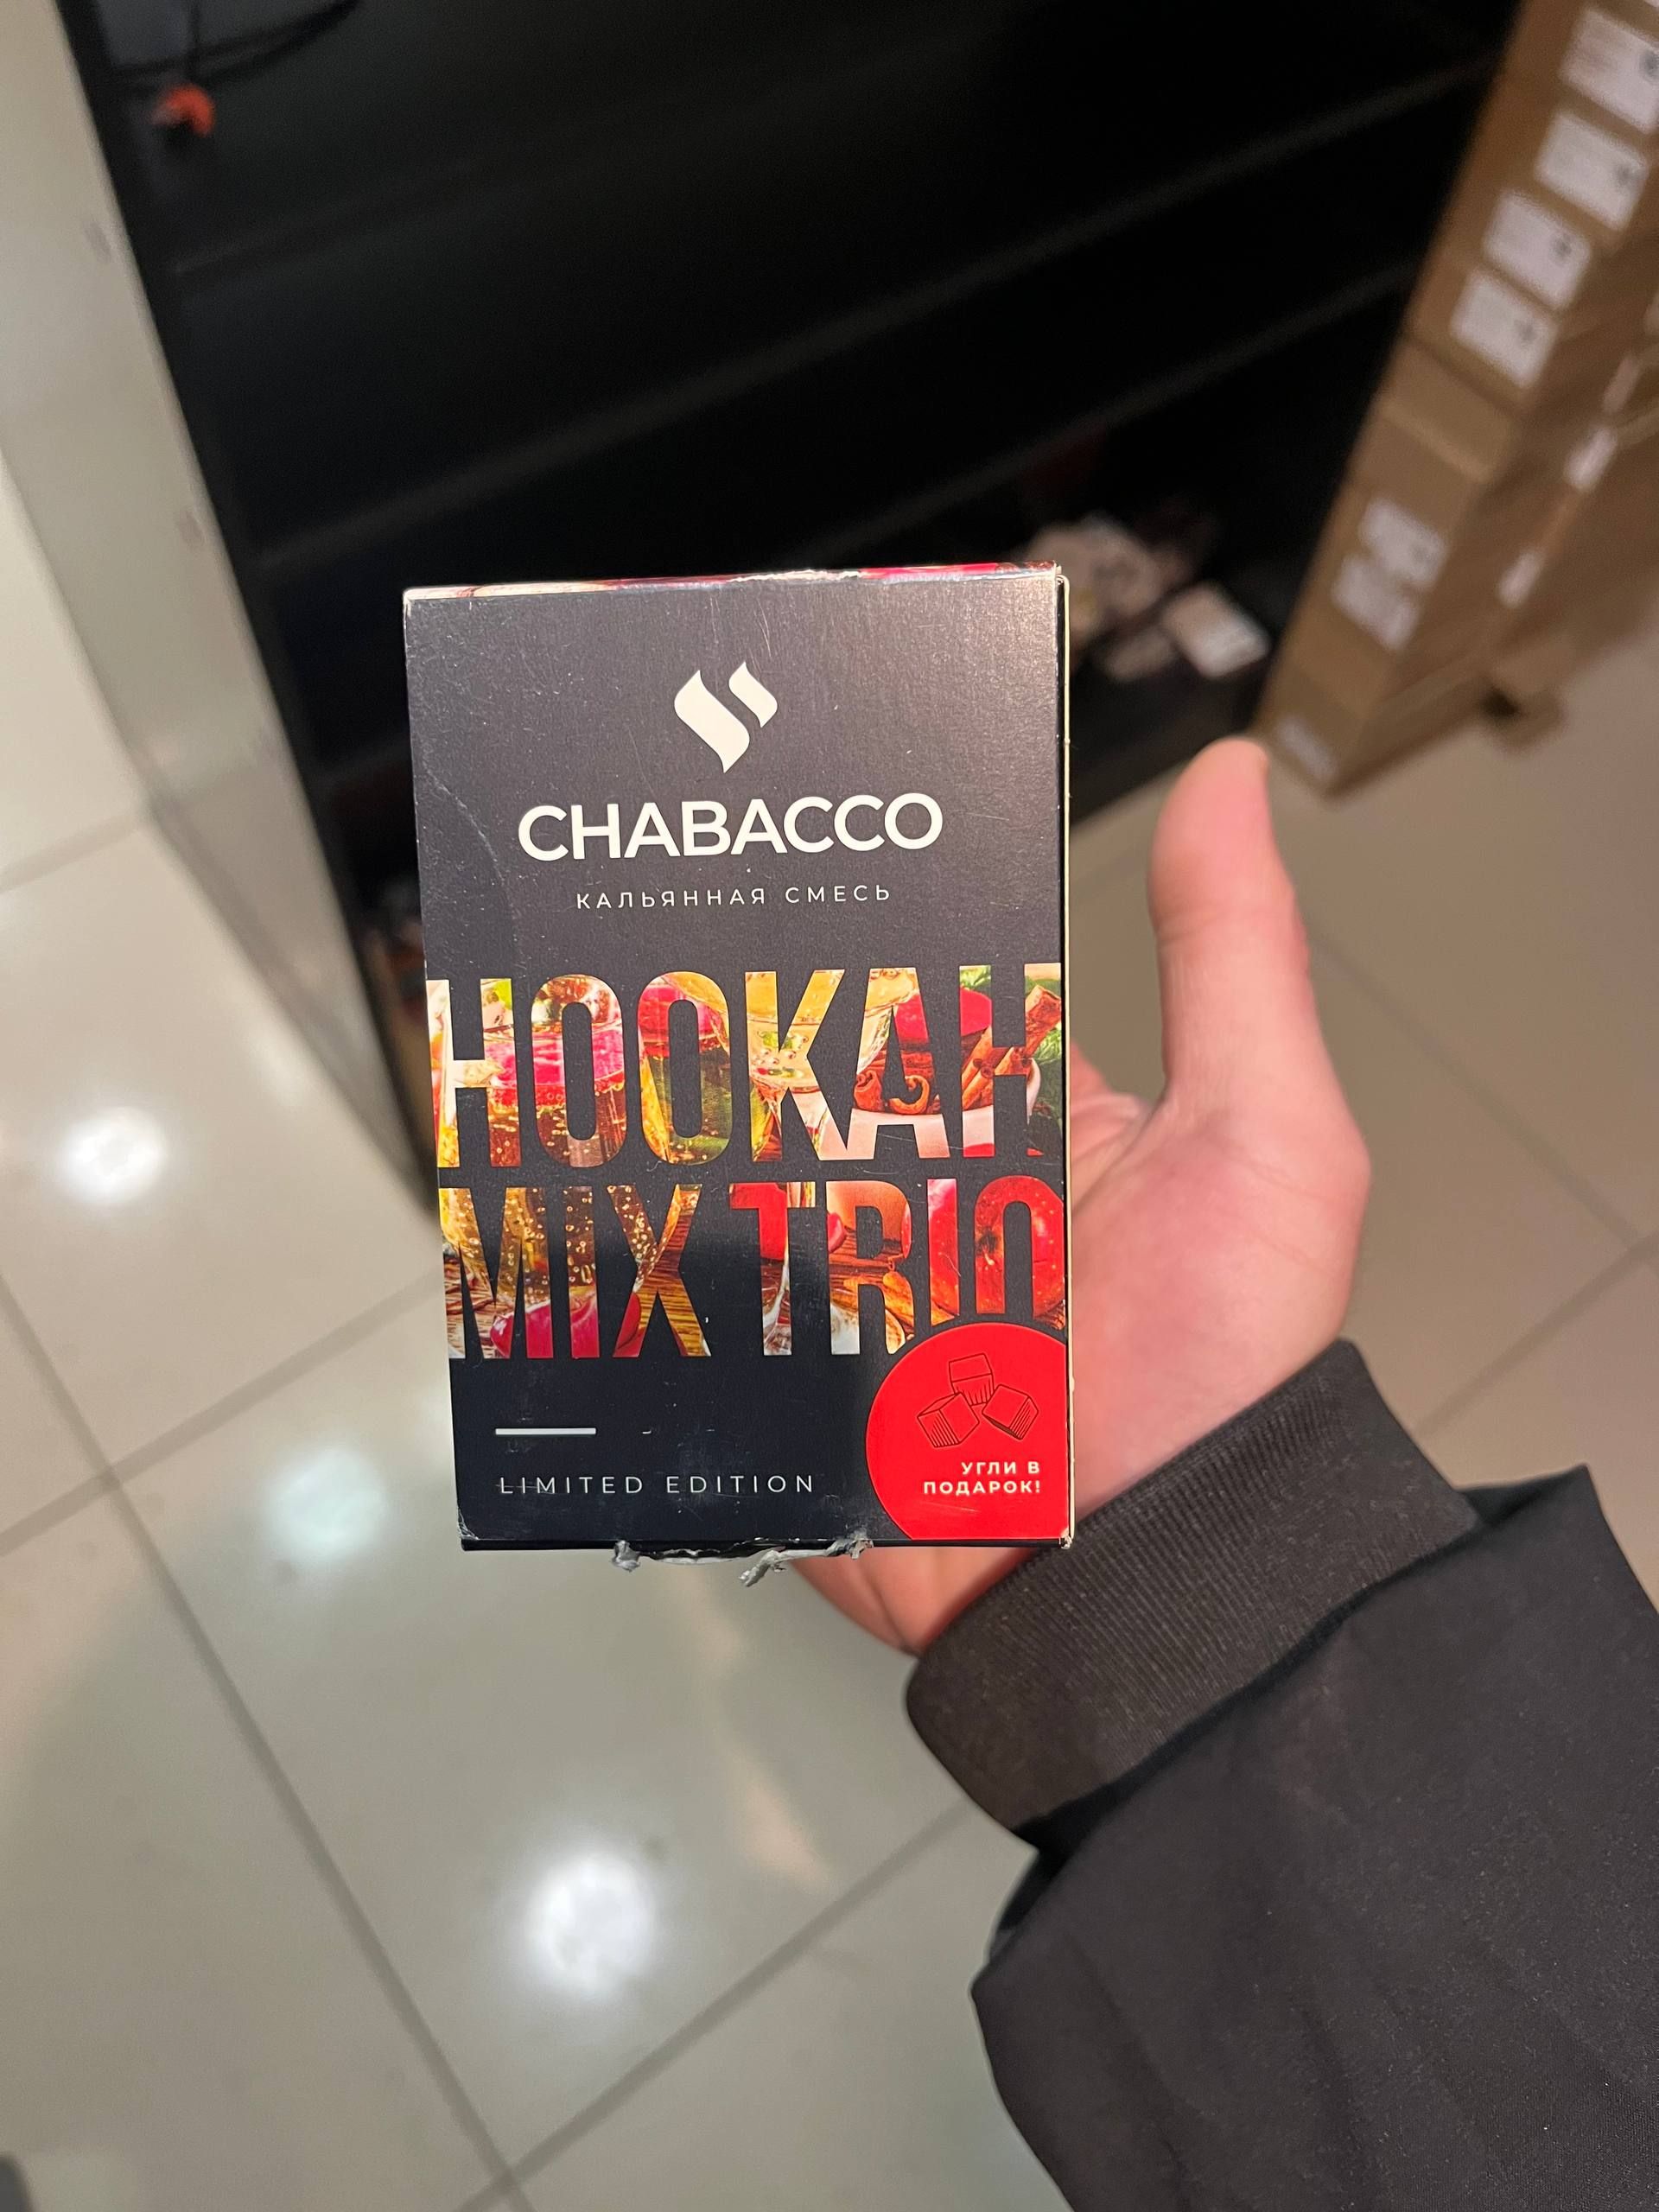 CHABACCO
КАЛЬЯННАЯ СМЕСЬ
HOOKAH
MIX TRIO
LIMITED EDITION
УГЛИ В
ПОДАРОК!